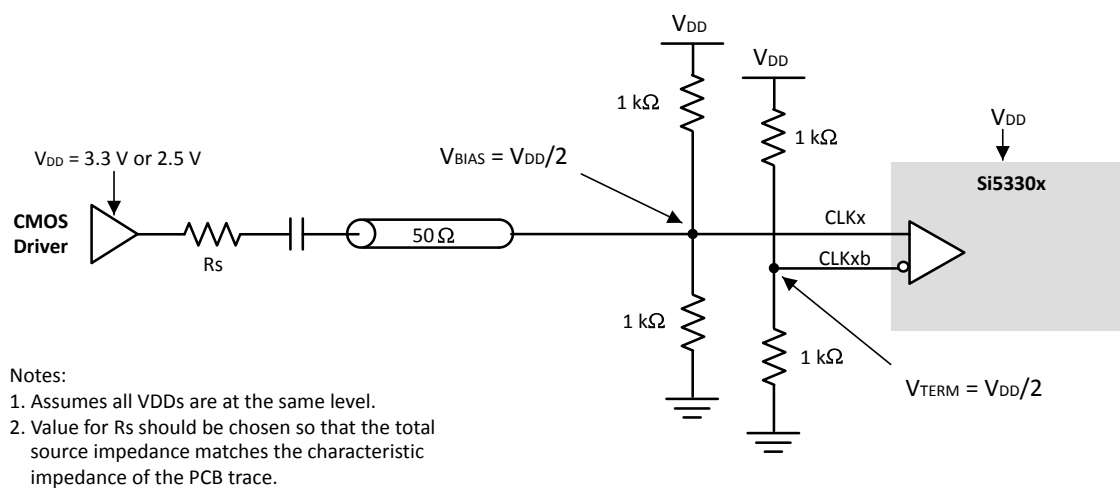 VDD
VDD
1 kΩ
1 kΩ
VDD
VDD = 3.3 V or 2.5 V
VBIAS = VDD/2
Si5330x
CMOS
Driver
50Ω
CLKx
Rs
CLKxb
1 kΩ
1 kΩ
VTERM = VDD/2
Notes:
1. Assumes all VDDs are at the same level.
2. Value for Rs should be chosen so that the total
source impedance matches the characteristic
impedance of the PCB trace.